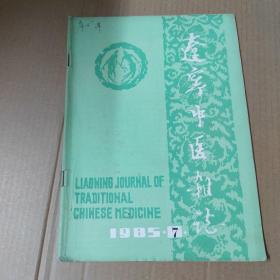 辽宁中医杂志
LIAONING JOURNAL OF
TRADITIONAL
CHINESE MEDICINE
1985·7